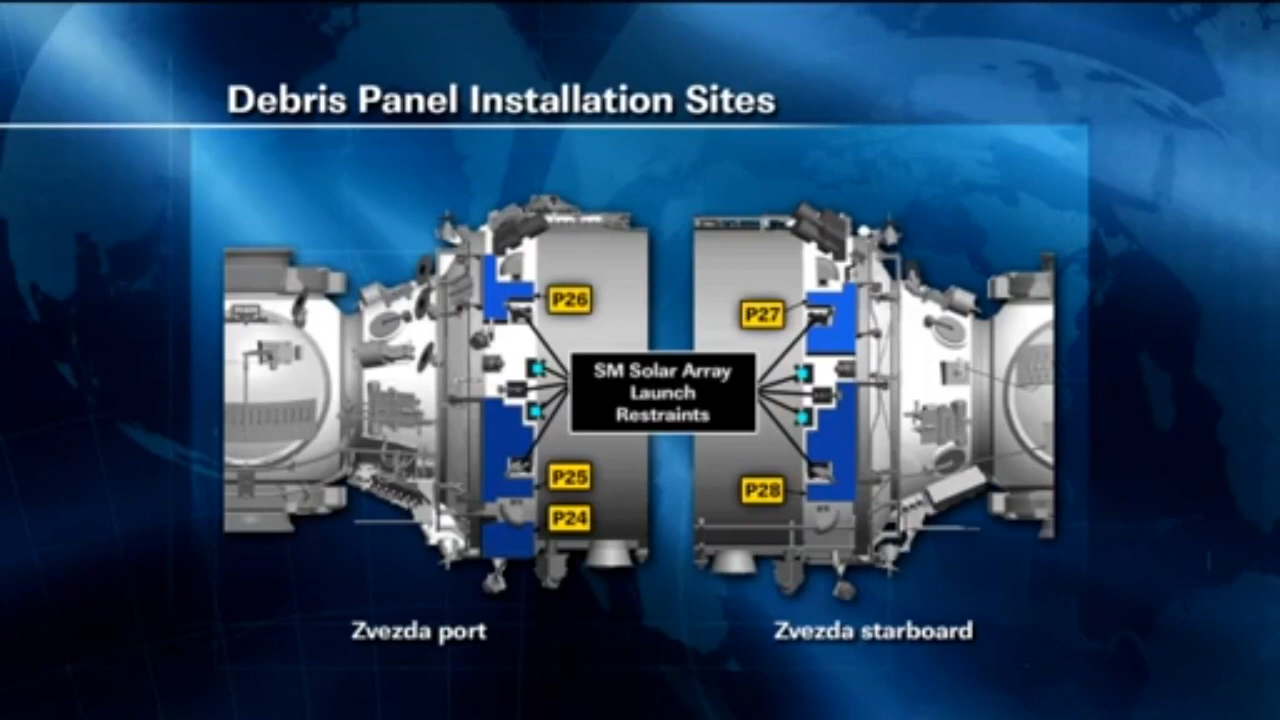 Debris Panel Installation Sites
P26
P27
SM Solar Array
Launch
Restraints
P25
P28
P24
Zvezda port
Zvezda starboard